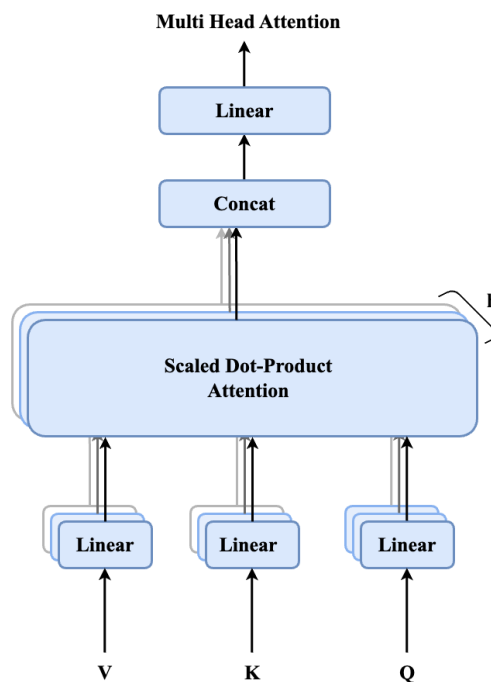 Multi Head Attention
Linear
Concat
Scaled Dot-Product
Attention
Linear
Linear
Linear
V
K
Q